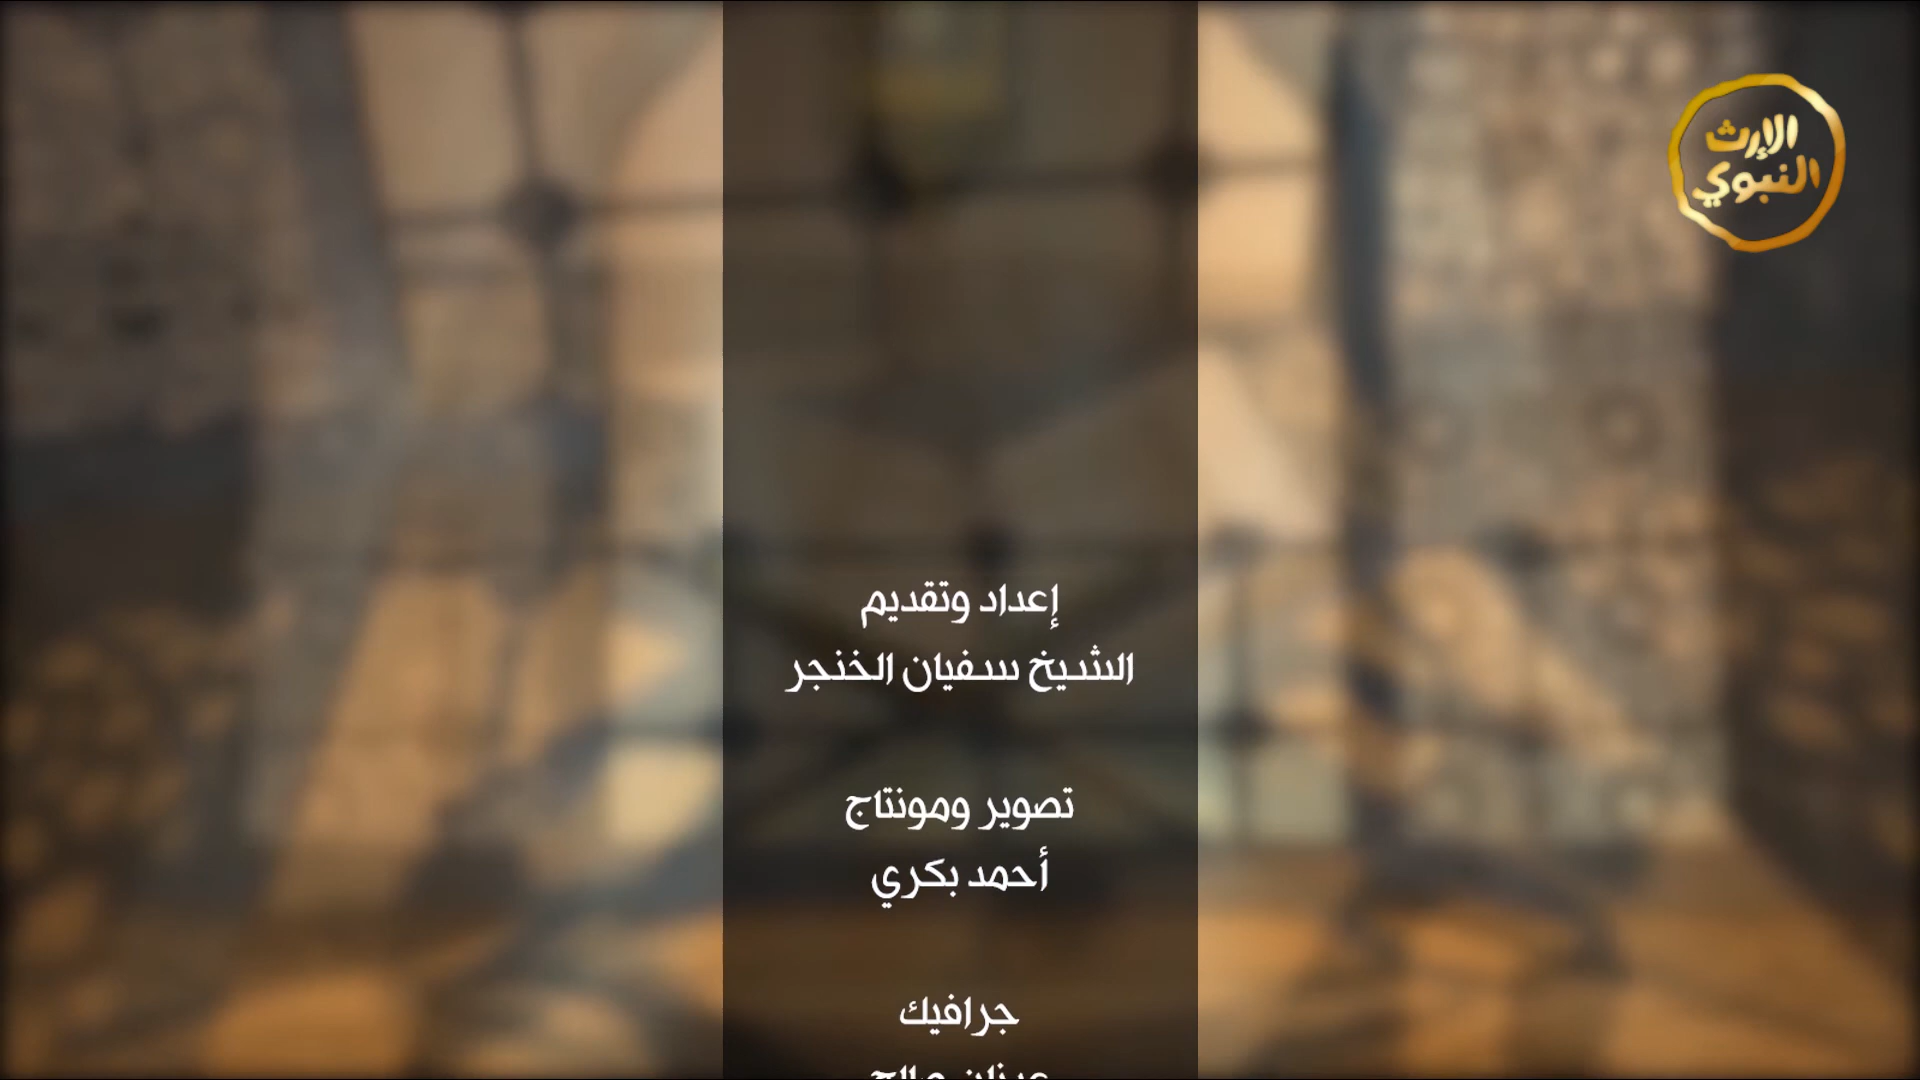 الإرث
النبوي
إعداد وتقديم
الشيخ سفيان الخنجر
تصوير ومونتاج
أحمد بكري
جرافيك